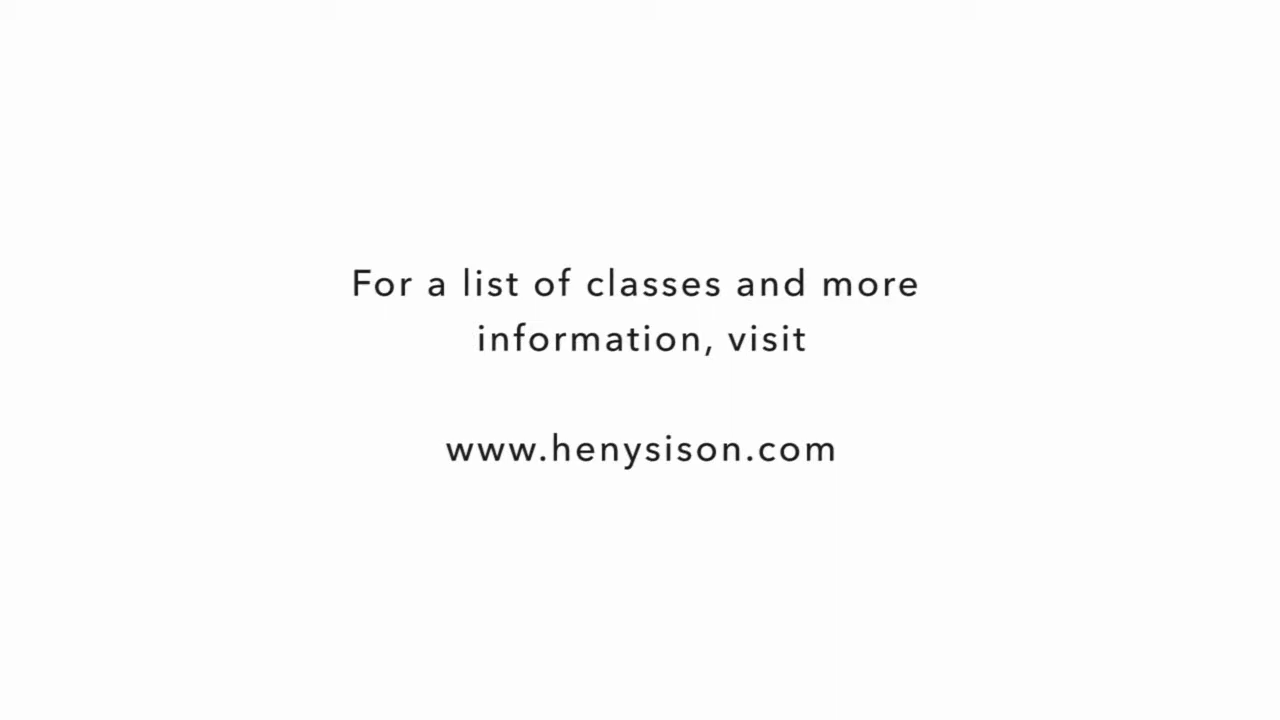 For a list of classes and more
information, visit
www.henysison.com